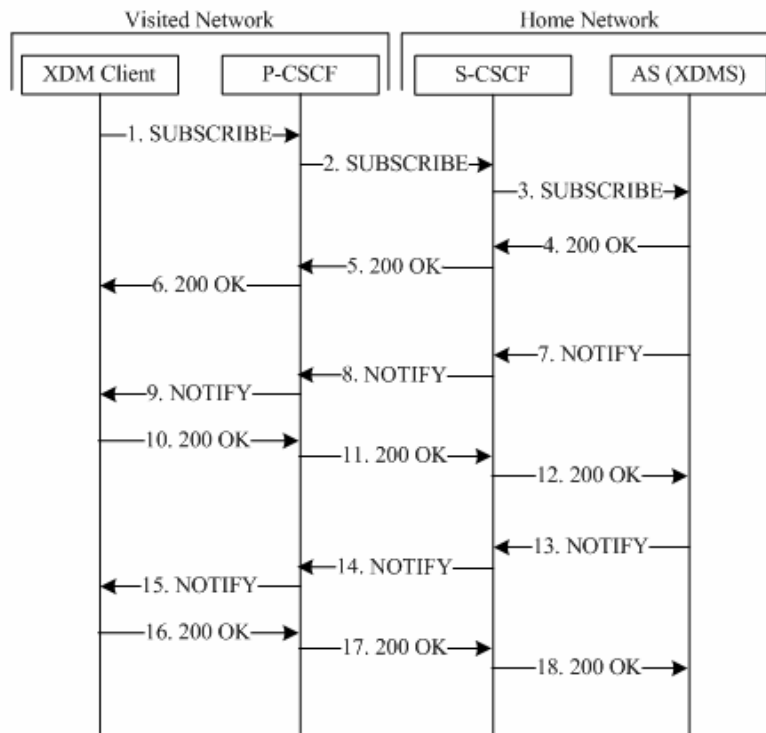 Visited Network
Home Network
XDM Client
P-CSCF
S-CSCF
AS (XDMS)
1. SUBSCRIBE
2. SUBSCRIBE
3. SUBSCRIBE
4. 200 OK
5. 200 OK
6. 200 OK
7. NOTIFY
8. NOTIFY
9. NOTIFY
10. 200 OK
11. 200 OK
12. 200 OK
13. NOTIFY
14. NOTIFY
15. NOTIFY
16. 200 OK
17. 200 OK
18. 200 OK